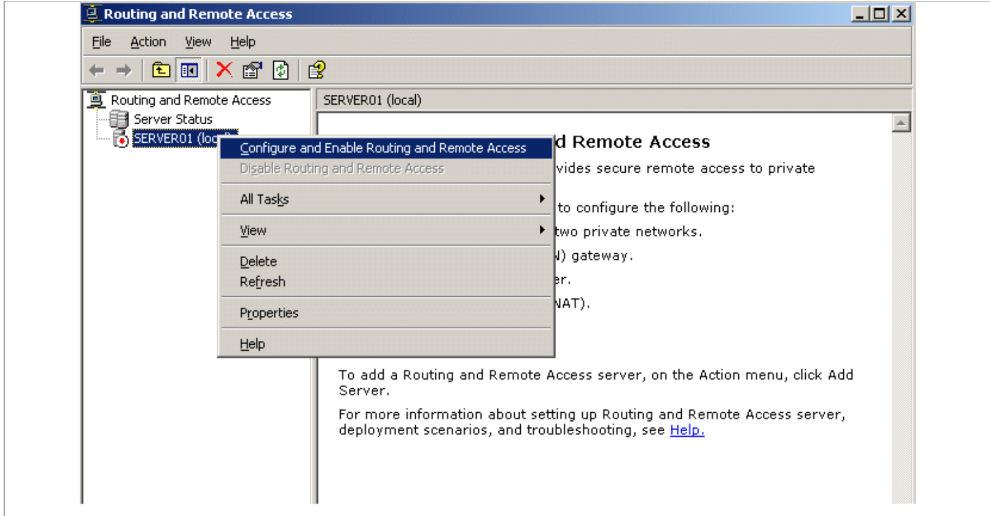 Routing and Remote Access
File Action View Help
Routing and Remote Access
Server Status
SERVER01 (local)
SERVER01 (local)
Configure and Enable Routing and Remote Access
Disable Routing and Remote Access
All Tasks
View
Delete
Refresh
Properties
Help
d Remote Access
vides secure remote access to private
to configure the following:
two private networks.
N) gateway.
er.
NAT).
To add a Routing and Remote Access server, on the Action menu, click Add
Server.
For more information about setting up Routing and Remote Access server,
deployment scenarios, and troubleshooting, see Help.